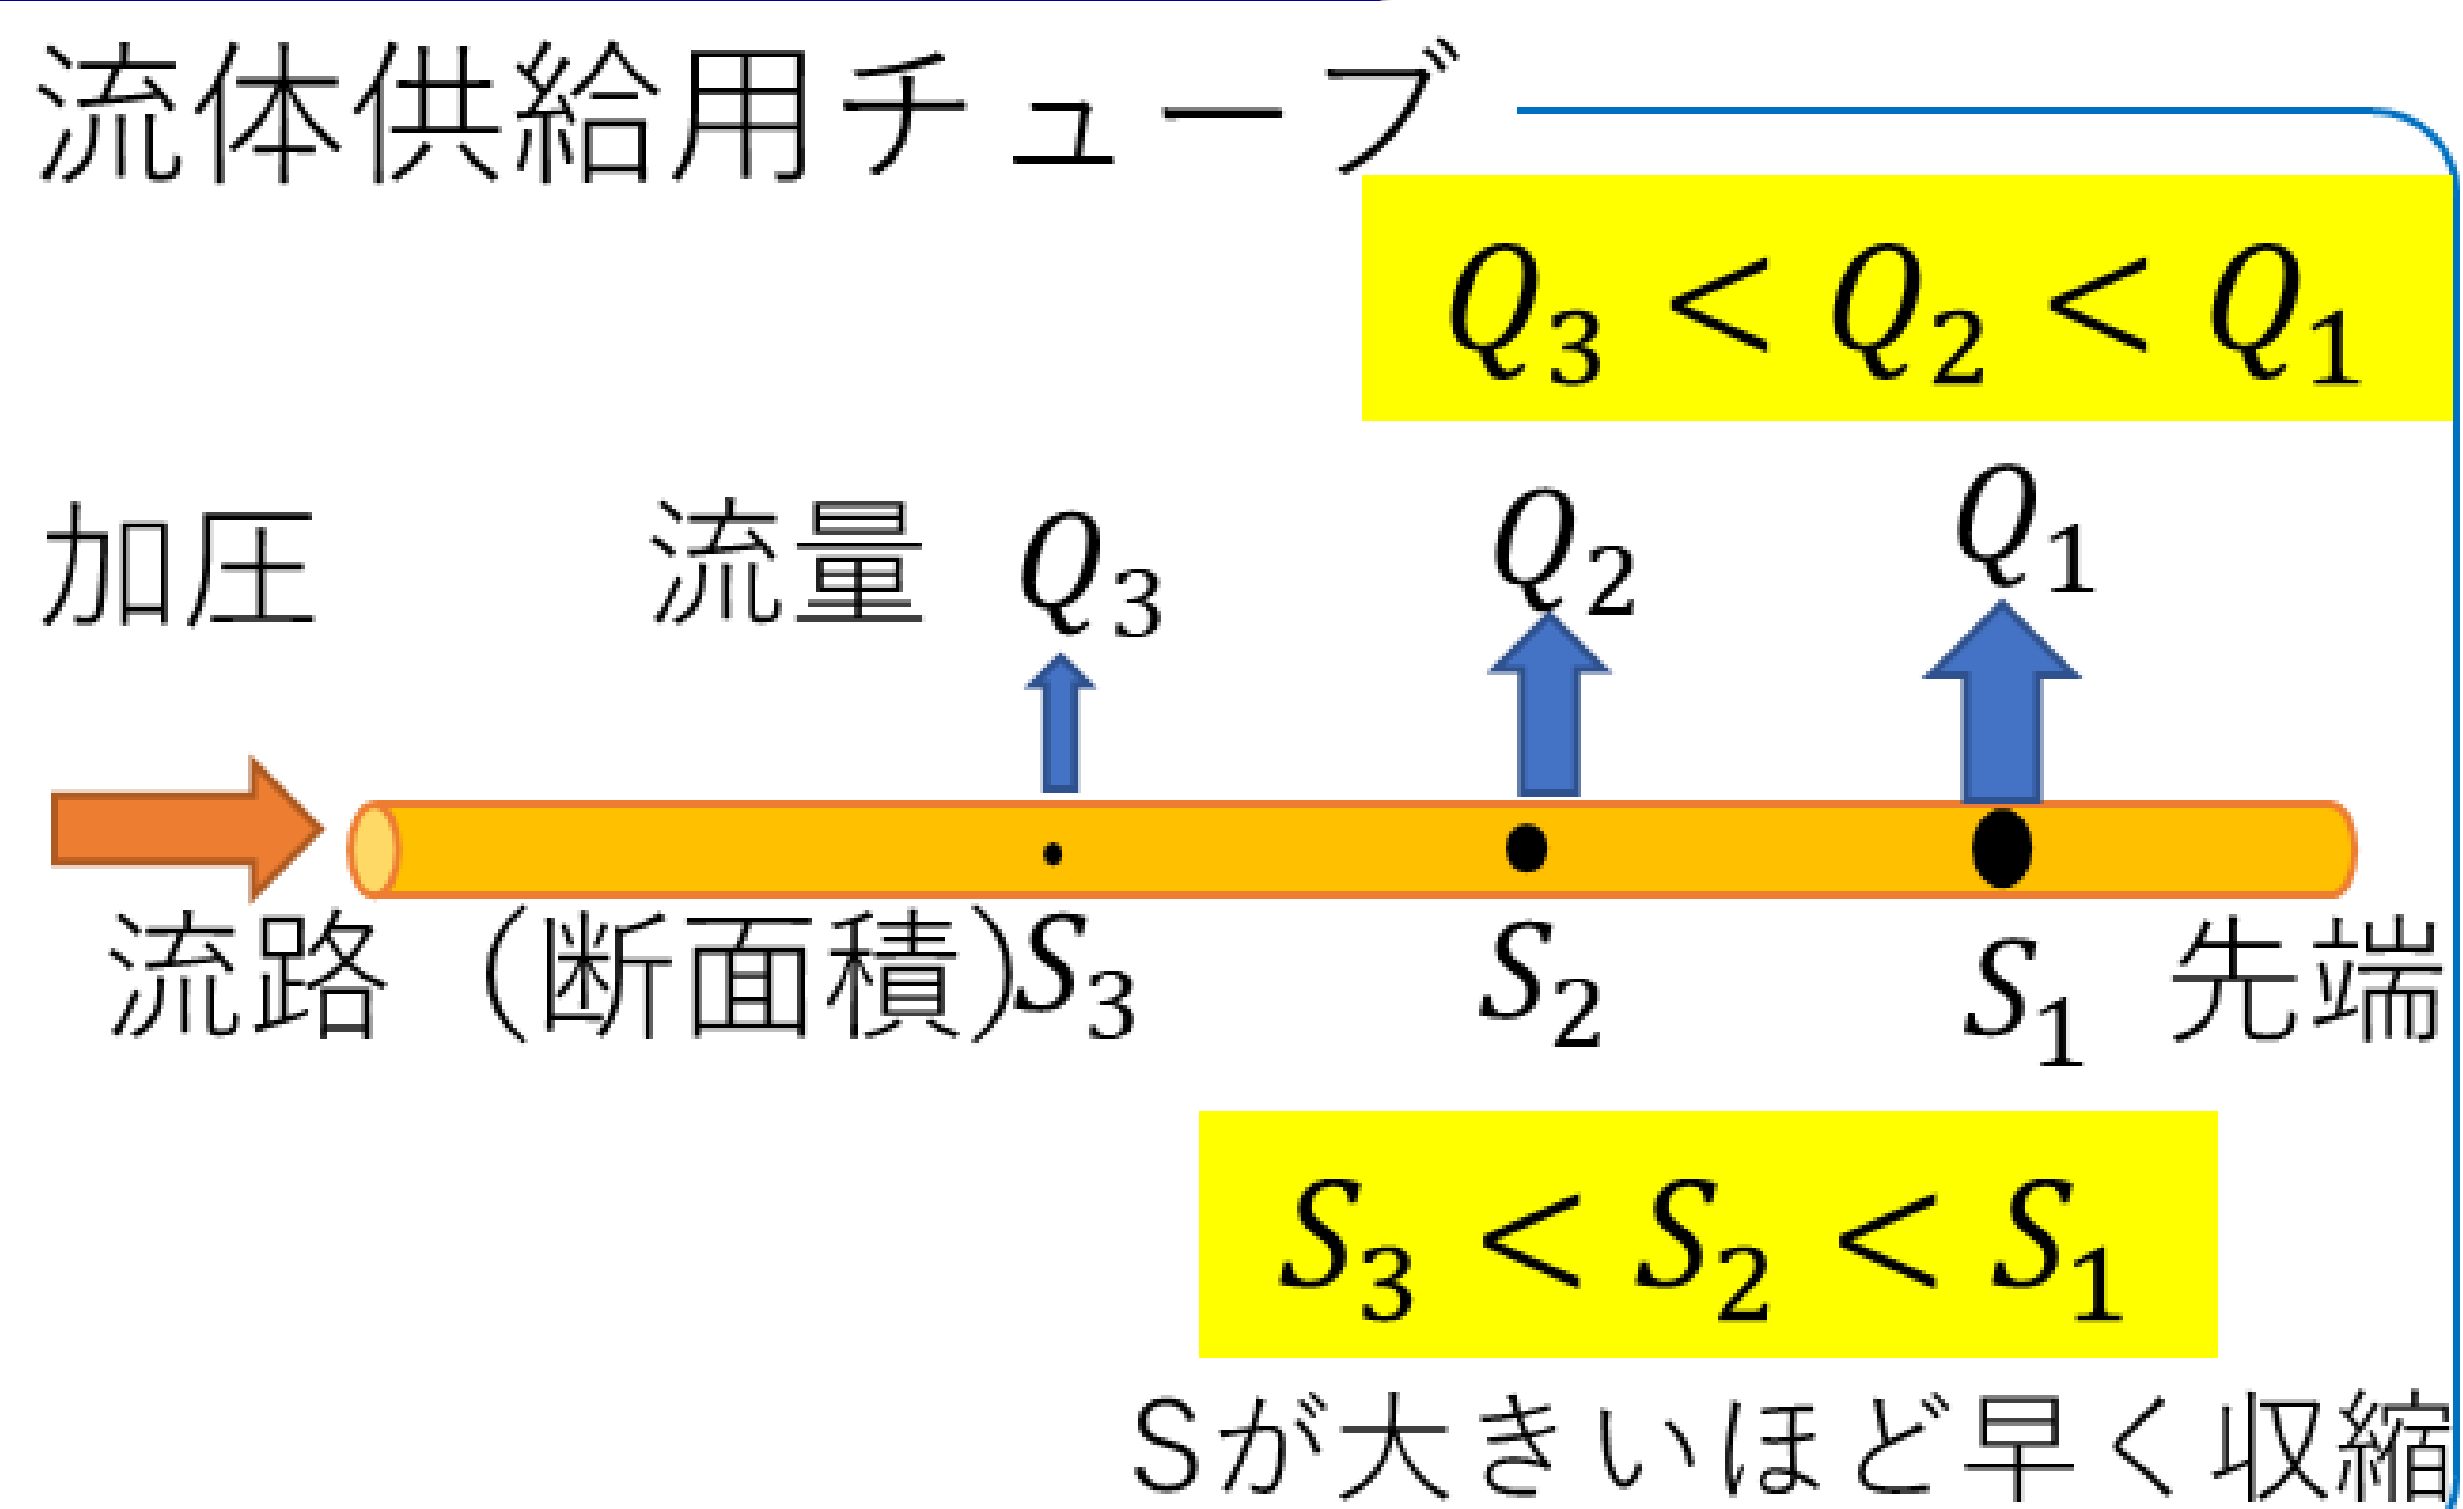 流体供給用チューブ
Q₃ < Q₂ < Q₁
加圧 流量 Q₃ Q₂ Q₁
流路（断面積）S₃ S₂ S₁ 先端
S₃ < S₂ < S₁
Sが大きいほど早く収縮